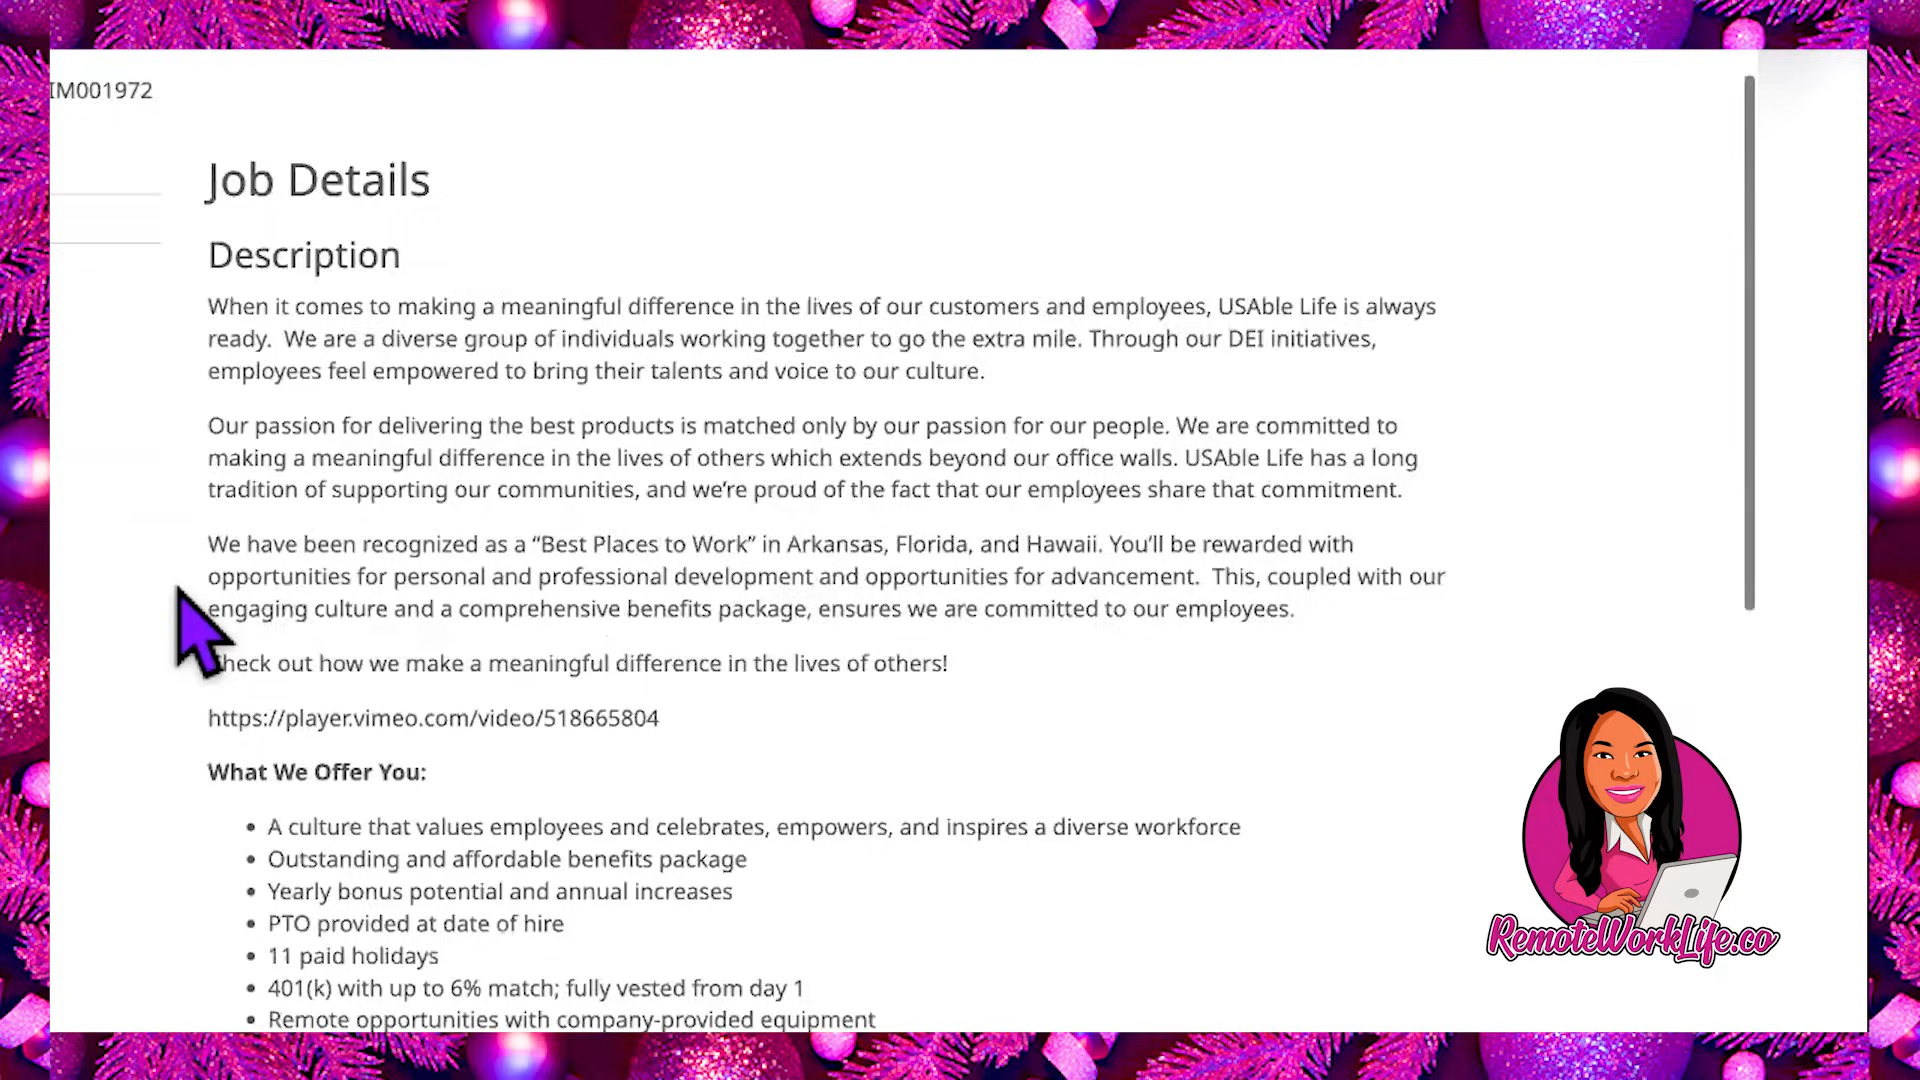 IM001972
Job Details
Description
When it comes to making a meaningful difference in the lives of our customers and employees, USAble Life is always
ready.  We are a diverse group of individuals working together to go the extra mile. Through our DEI initiatives,
employees feel empowered to bring their talents and voice to our culture.
Our passion for delivering the best products is matched only by our passion for our people. We are committed to
making a meaningful difference in the lives of others which extends beyond our office walls. USAble Life has a long
tradition of supporting our communities, and we’re proud of the fact that our employees share that commitment.
We have been recognized as a “Best Places to Work” in Arkansas, Florida, and Hawaii. You’ll be rewarded with
opportunities for personal and professional development and opportunities for advancement.  This, coupled with our
engaging culture and a comprehensive benefits package, ensures we are committed to our employees.
Check out how we make a meaningful difference in the lives of others!
https://player.vimeo.com/video/518665804
What We Offer You:
• A culture that values employees and celebrates, empowers, and inspires a diverse workforce
• Outstanding and affordable benefits package
• Yearly bonus potential and annual increases
• PTO provided at date of hire
• 11 paid holidays
• 401(k) with up to 6% match; fully vested from day 1
• Remote opportunities with company-provided equipment
RemoteWorkLife.co